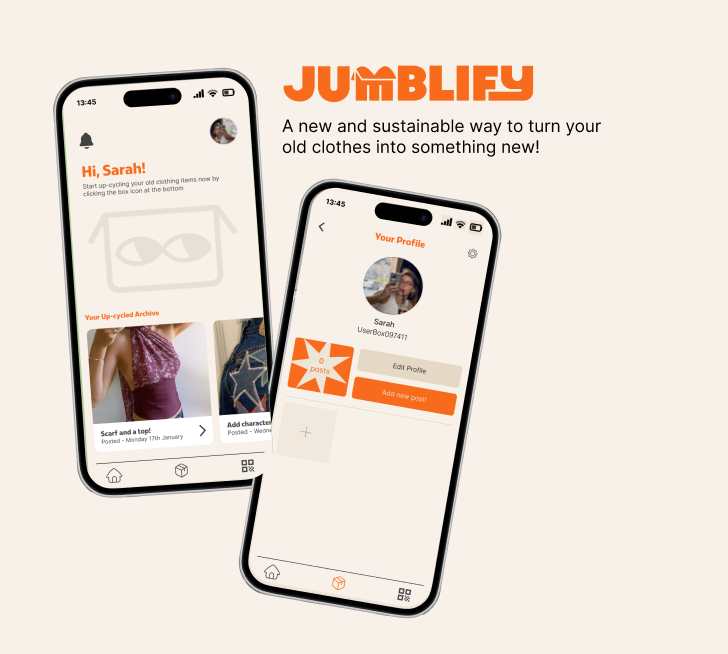 JUMBLIFY
A new and sustainable way to turn your
old clothes into something new!
13:45
Hi, Sarah!
Start up-cycling your old clothing items now by
clicking the box icon at the bottom
Your Up-cycled Archive
Scarf and a top!
Posted - Monday 17th January
Add character
Posted - Wedn
13:45
Your Profile
Sarah
UserBox097411
0
posts
Edit Profile
Add new post!